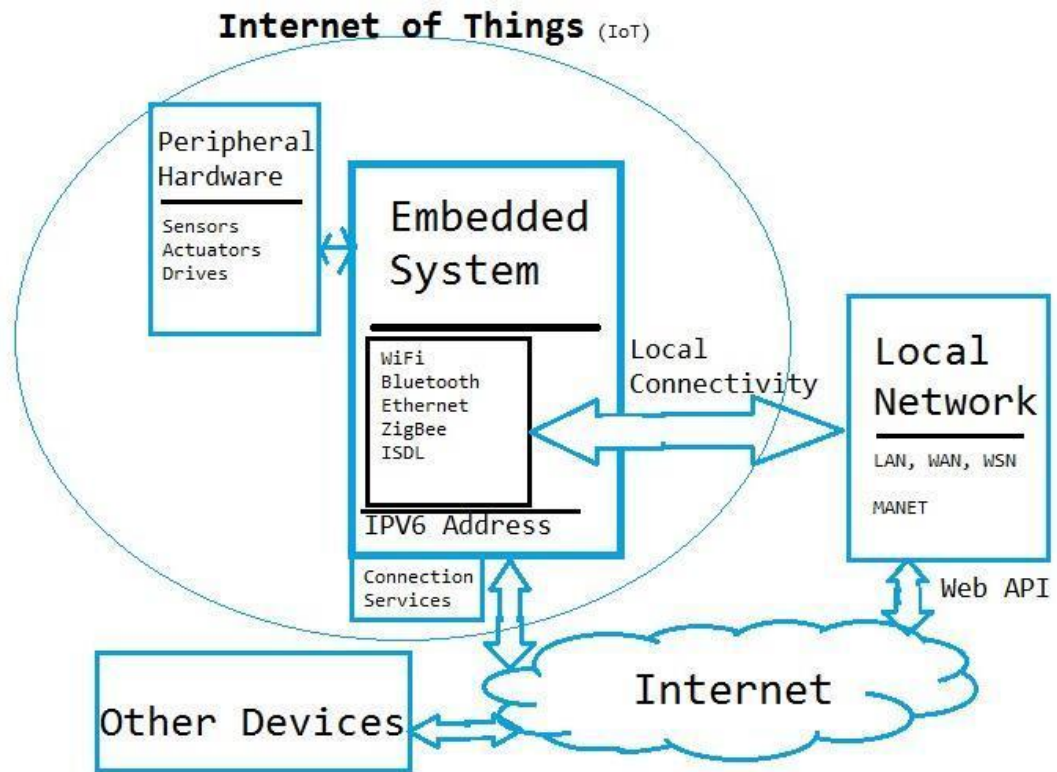 Internet of Things (IoT)
Peripheral
Hardware
Sensors
Actuators
Drives
Embedded
System
WiFi
Bluetooth
Ethernet
ZigBee
ISDL
IPV6 Address
Connection
Services
Local
Connectivity
Local
Network
LAN, WAN, WSN
MANET
Web API
Internet
Other Devices